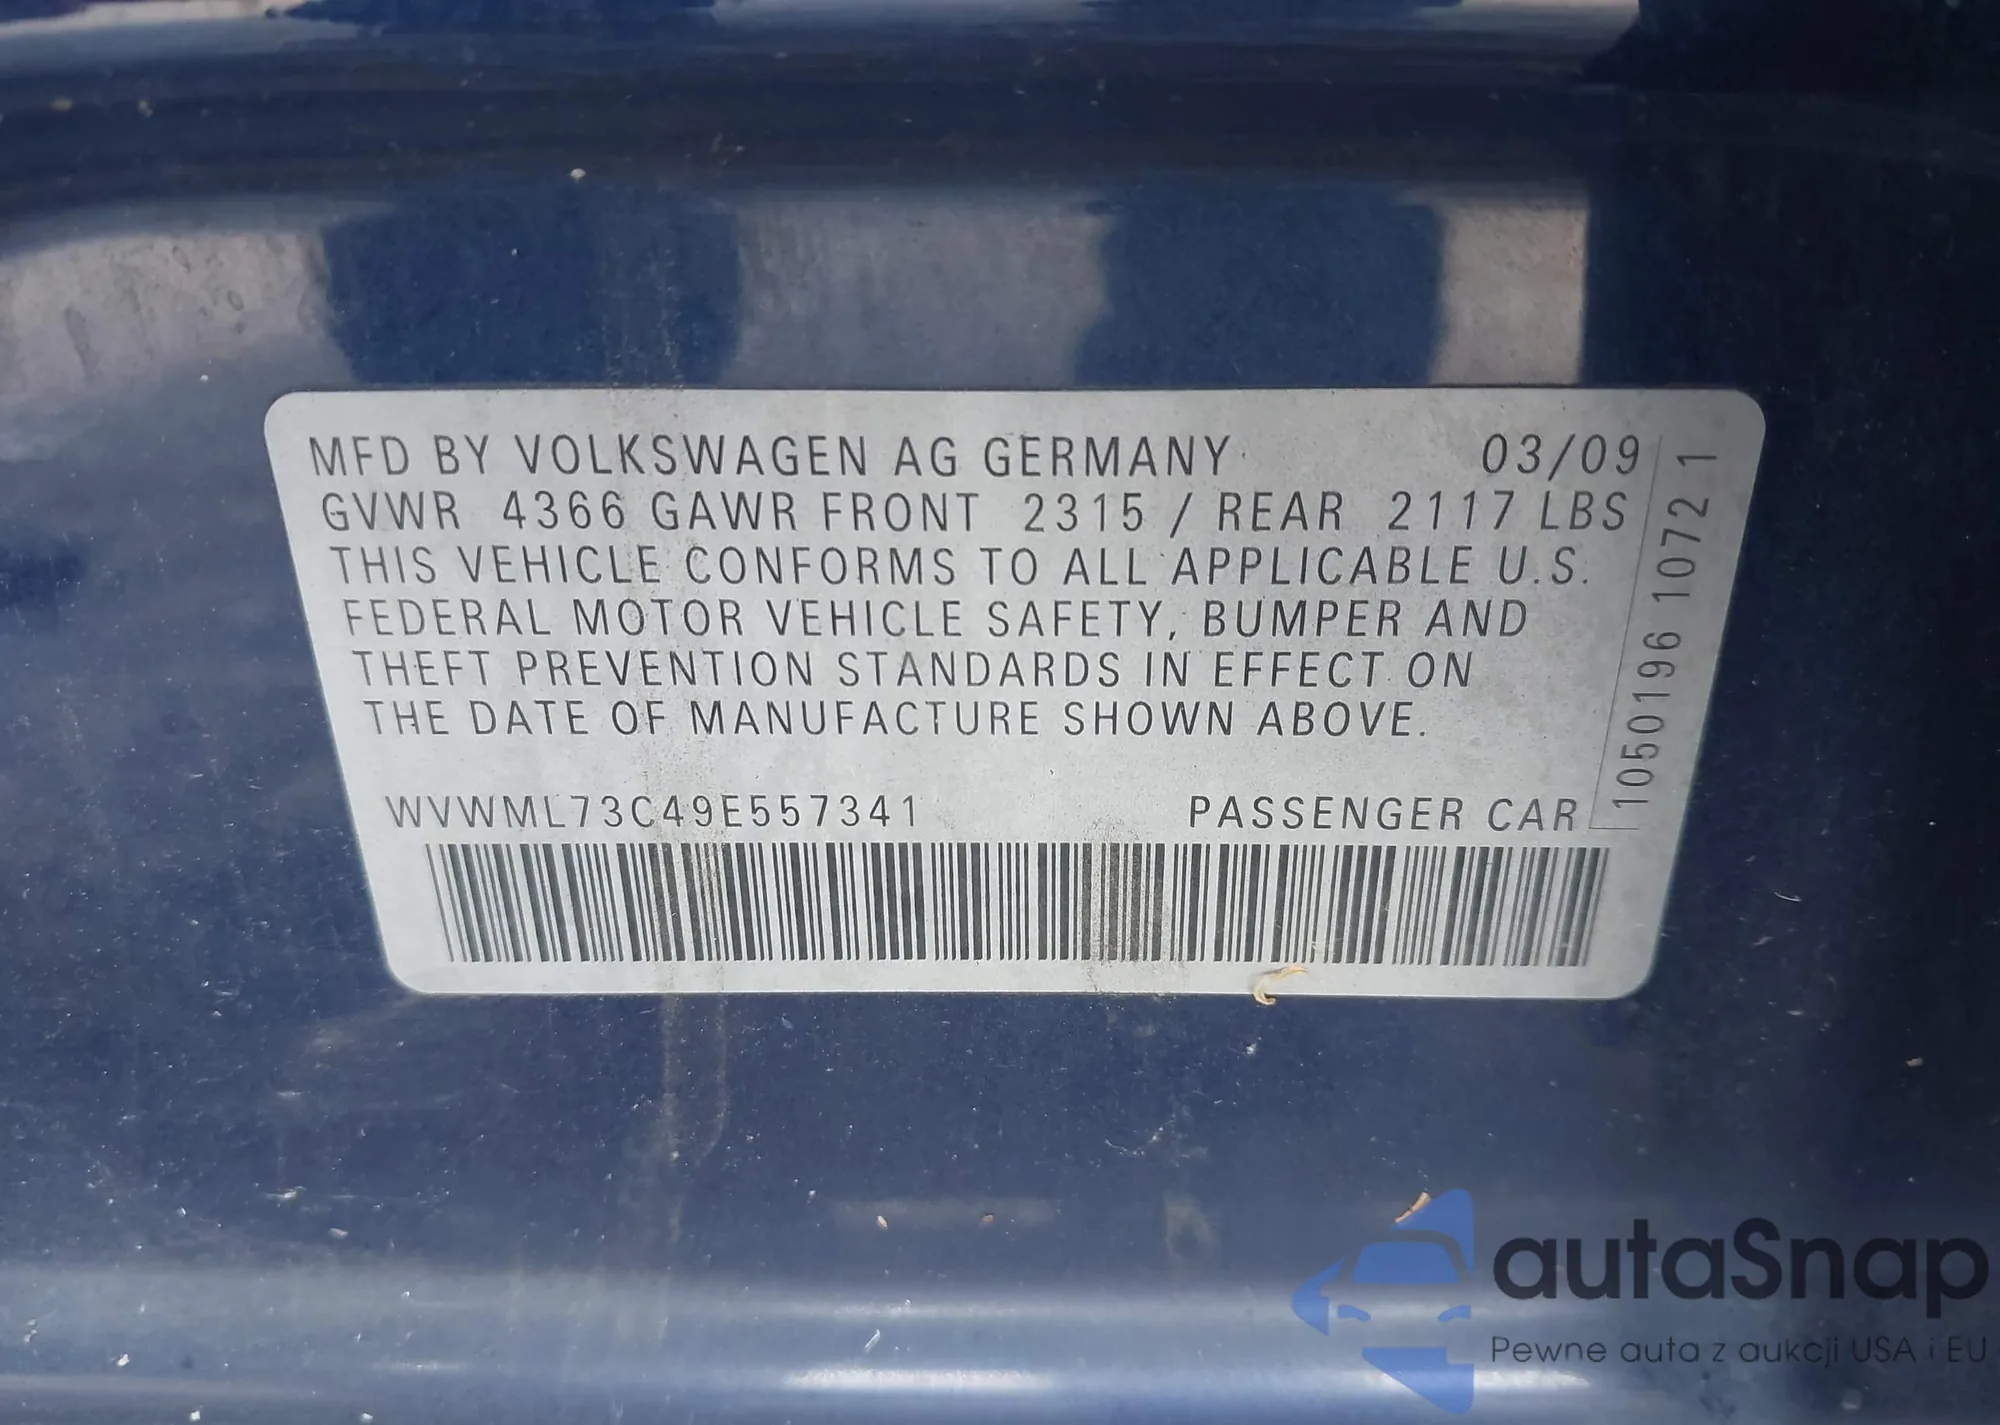 MFD BY VOLKSWAGEN AG GERMANY 03/09
GVWR 4366 GAWR FRONT 2315 / REAR 2117 LBS
THIS VEHICLE CONFORMS TO ALL APPLICABLE U.S.
FEDERAL MOTOR VEHICLE SAFETY, BUMPER AND
THEFT PREVENTION STANDARDS IN EFFECT ON
THE DATE OF MANUFACTURE SHOWN ABOVE.
WVWML73C49E557341 PASSENGER CAR
1050196 1072 1
autaSnap
Pewne auta z aukcji USA i EU